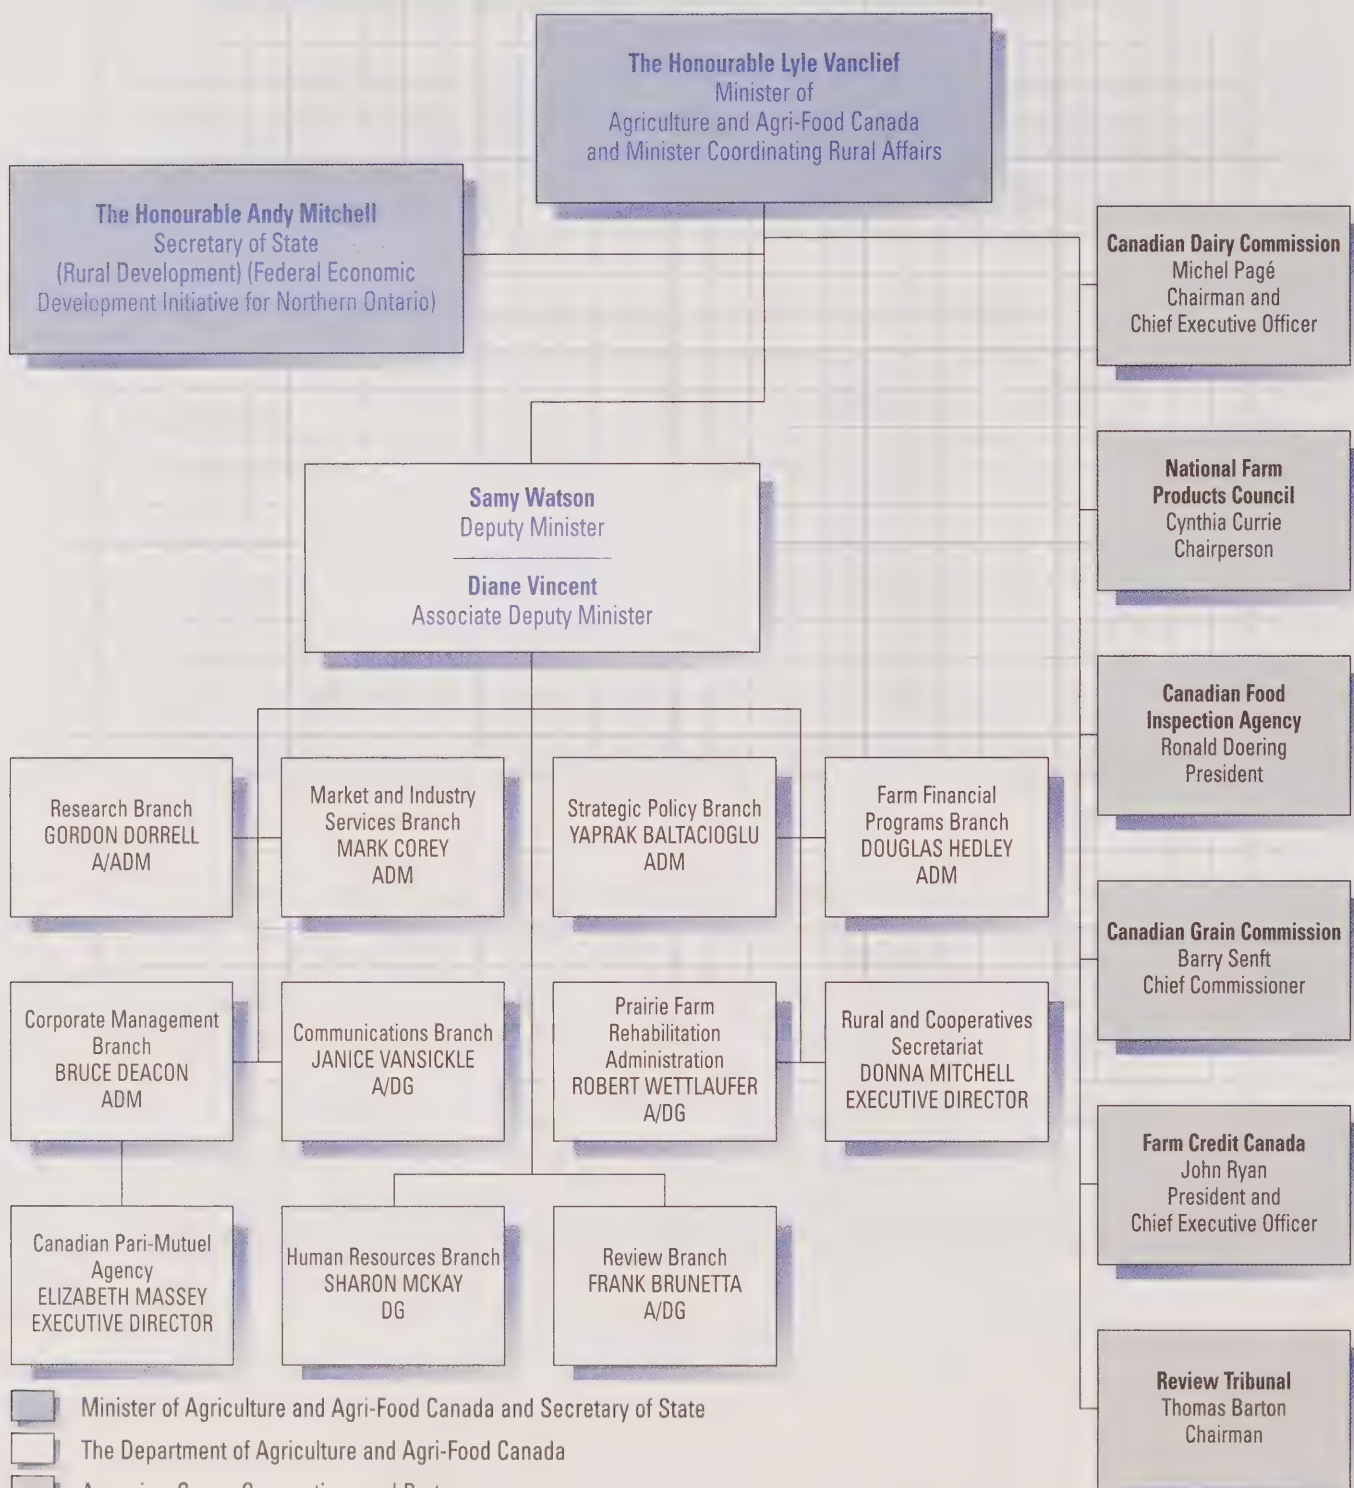 The Honourable Lyle Vanclief
Minister of
Agriculture and Agri-Food Canada
and Minister Coordinating Rural Affairs
The Honourable Andy Mitchell
Secretary of State
(Rural Development) (Federal Economic
Development Initiative for Northern Ontario)
Samy Watson
Deputy Minister
Diane Vincent
Associate Deputy Minister
Research Branch
GORDON DORRELL
A/ADM
Market and Industry
Services Branch
MARK COREY
ADM
Strategic Policy Branch
YAPRAK BALTACIOGLU
ADM
Farm Financial
Programs Branch
DOUGLAS HEDLEY
ADM
Corporate Management
Branch
BRUCE DEACON
ADM
Communications Branch
JANICE VANSICKLE
A/DG
Prairie Farm
Rehabilitation
Administration
ROBERT WETTLAUFER
A/DG
Rural and Cooperatives
Secretariat
DONNA MITCHELL
EXECUTIVE DIRECTOR
Canadian Pari-Mutuel
Agency
ELIZABETH MASSEY
EXECUTIVE DIRECTOR
Human Resources Branch
SHARON MCKAY
DG
Review Branch
FRANK BRUNETTA
A/DG
Canadian Dairy Commission
Michel Pagé
Chairman and
Chief Executive Officer
National Farm
Products Council
Cynthia Currie
Chairperson
Canadian Food
Inspection Agency
Ronald Doering
President
Canadian Grain Commission
Barry Senft
Chief Commissioner
Farm Credit Canada
John Ryan
President and
Chief Executive Officer
Review Tribunal
Thomas Barton
Chairman
Minister of Agriculture and Agri-Food Canada and Secretary of State
The Department of Agriculture and Agri-Food Canada